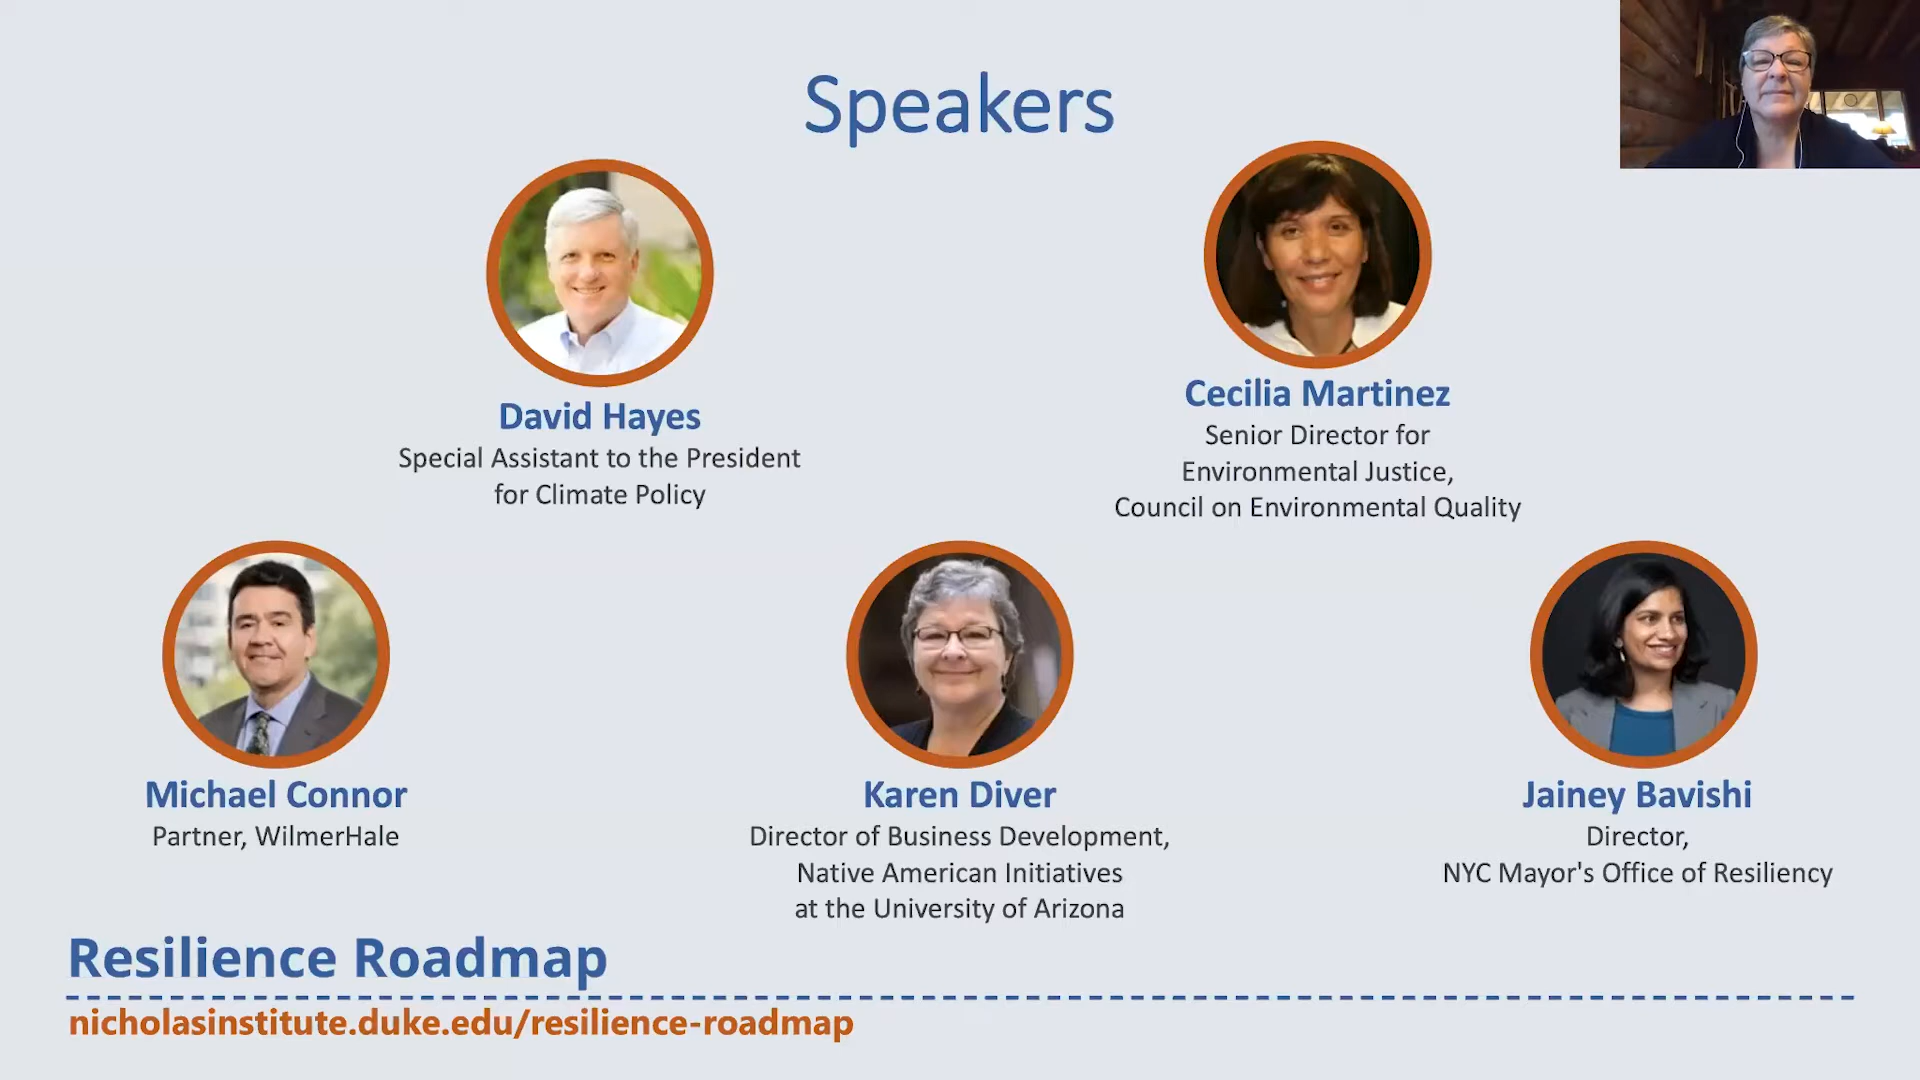 Speakers
David Hayes
Special Assistant to the President
for Climate Policy
Cecilia Martinez
Senior Director for
Environmental Justice,
Council on Environmental Quality
Michael Connor
Partner, WilmerHale
Karen Diver
Director of Business Development,
Native American Initiatives
at the University of Arizona
Jainey Bavishi
Director,
NYC Mayor's Office of Resiliency
Resilience Roadmap
nicholasinstitute.duke.edu/resilience-roadmap